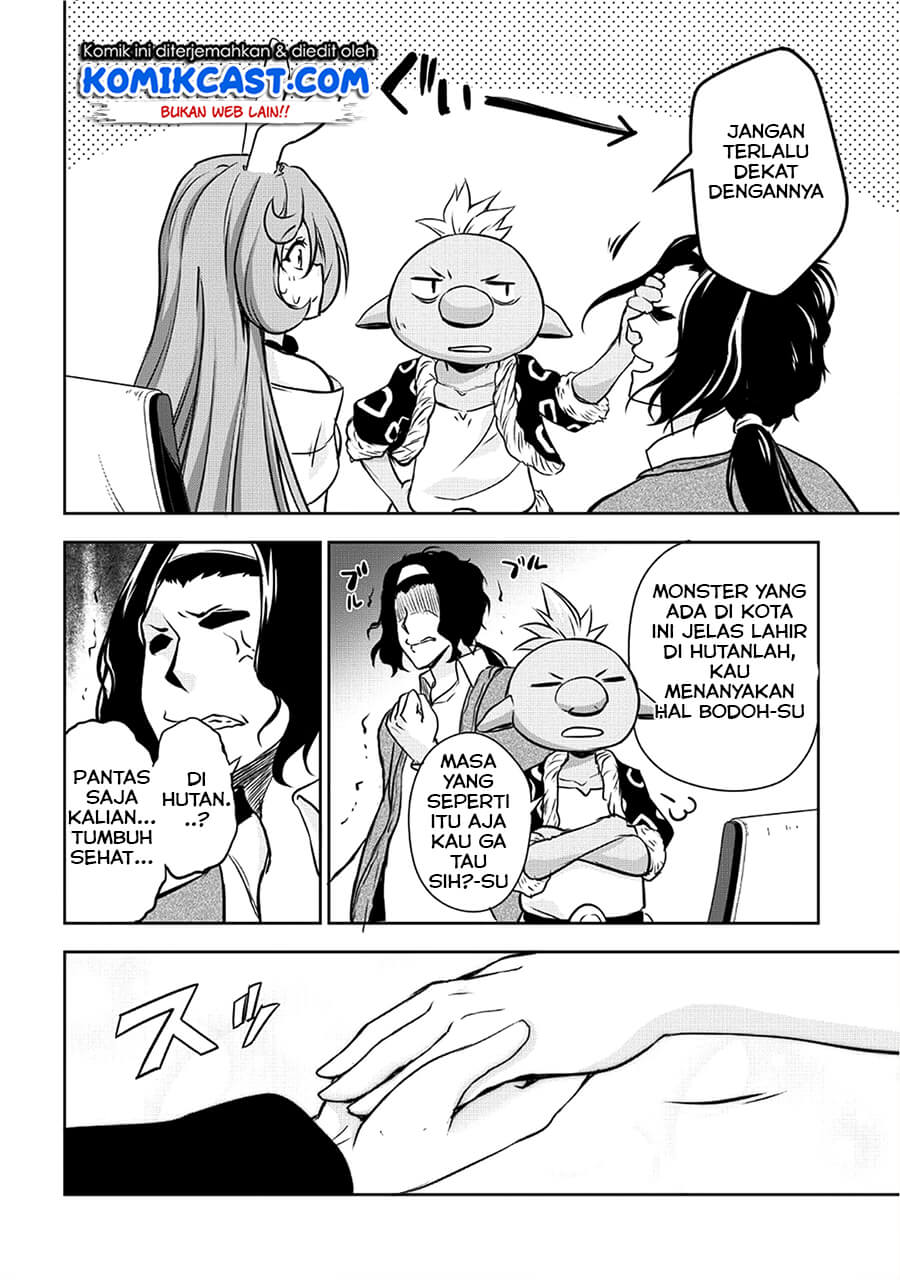 Komik ini diterjemahkan & diedit oleh
KOMIKCAST.COM
BUKAN WEB LAIN!!
ぐいっ
JANGAN
TERLALU
DEKAT
DENGANNYA
MONSTER YANG
ADA DI KOTA
INI JELAS LAHIR
DI HUTANLAH,
KAU
MENANYAKAN
HAL BODOH-SU
ブル
ブル
MASA
YANG
SEPERTI
ITU AJA
KAU GA
TAU
SIH?-SU
DI
HUTAN.
..?
PANTAS
SAJA
KALIAN...
TUMBUH
SEHAT...
スッ